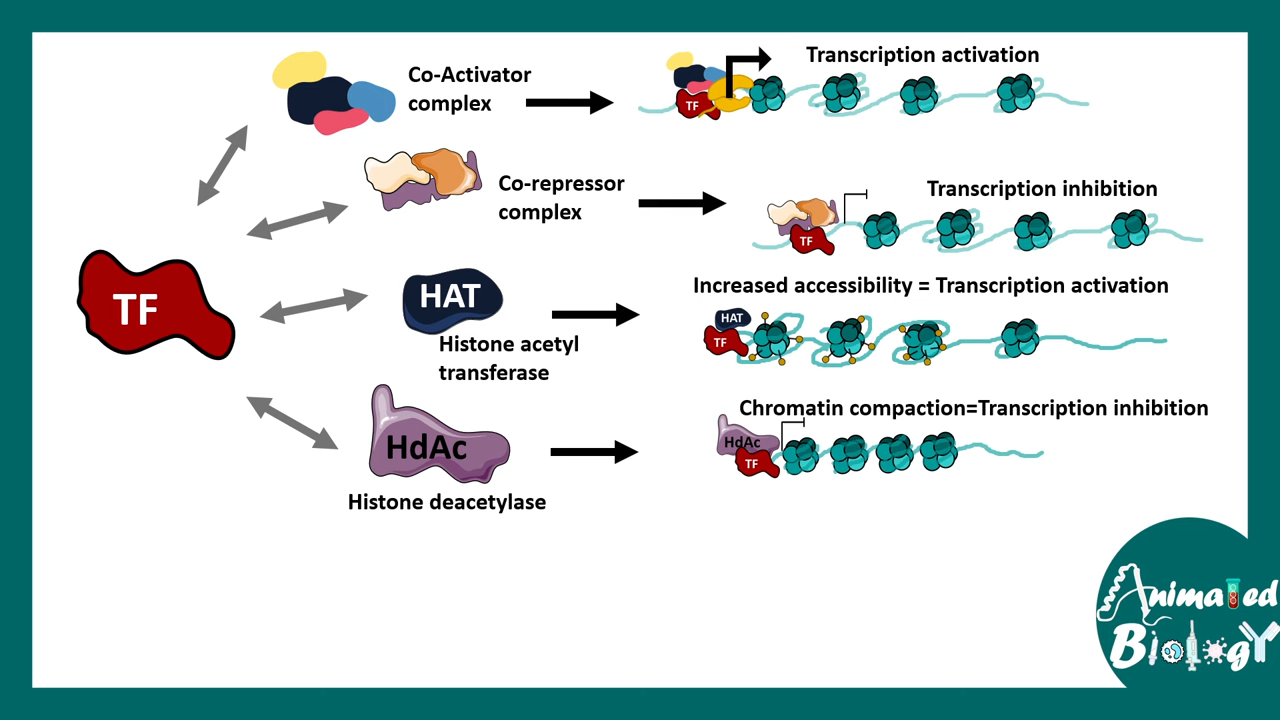 Co-Activator
complex
Transcription activation
TF
Co-repressor
complex
Transcription inhibition
TF
TF
HAT
Histone acetyl
transferase
Increased accessibility = Transcription activation
HAT
TF
HdAc
Histone deacetylase
Chromatin compaction=Transcription inhibition
HdAc
TF
Animated
Biology